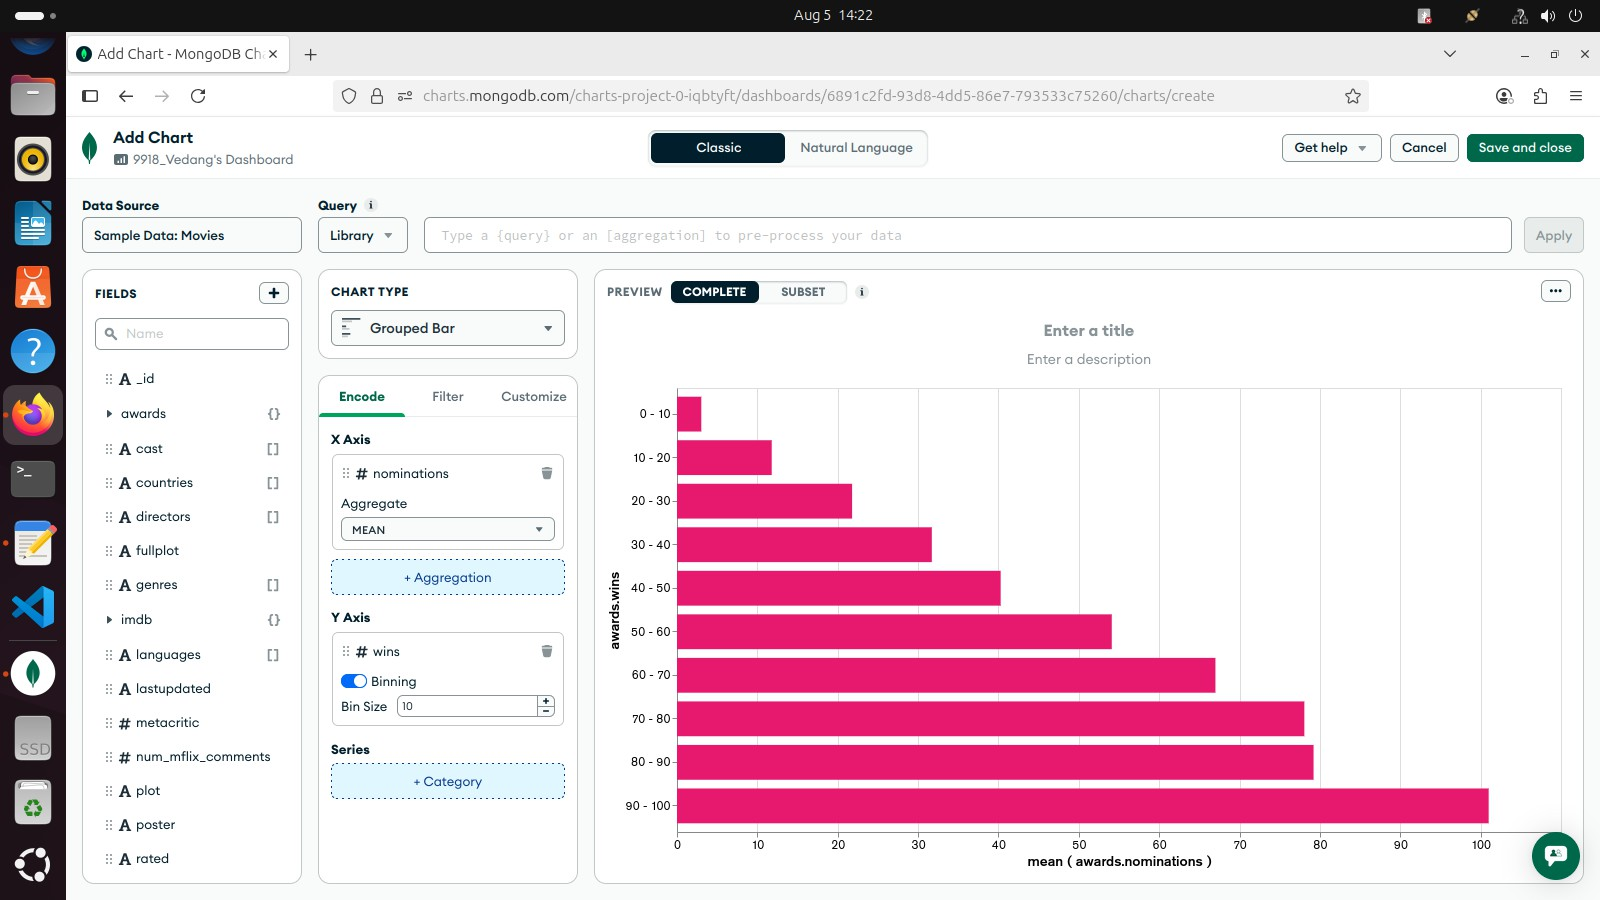 Aug 5 14:22
Add Chart - MongoDB Ch
charts.mongodb.com/charts-project-0-iqbtyft/dashboards/6891c2fd-93d8-4dd5-86e7-793533c75260/charts/create
Add Chart
9918_Vedang's Dashboard
Classic
Natural Language
Get help
Cancel
Save and close
Data Source
Query
Sample Data: Movies
Library
Type a {query} or an [aggregation] to pre-process your data
Apply
FIELDS
Name
_id
awards
cast
countries
directors
fullplot
genres
imdb
languages
lastupdated
metacritic
num_mflix_comments
plot
poster
rated
CHART TYPE
Grouped Bar
Encode
Filter
Customize
X Axis
nominations
Aggregate
MEAN
+ Aggregation
Y Axis
wins
Binning
Bin Size
10
Series
+ Category
PREVIEW
COMPLETE
SUBSET
Enter a title
Enter a description
awards.wins
0 - 10
10 - 20
20 - 30
30 - 40
40 - 50
50 - 60
60 - 70
70 - 80
80 - 90
90 - 100
0 10 20 30 40 50 60 70 80 90 100
mean ( awards.nominations )
SSD